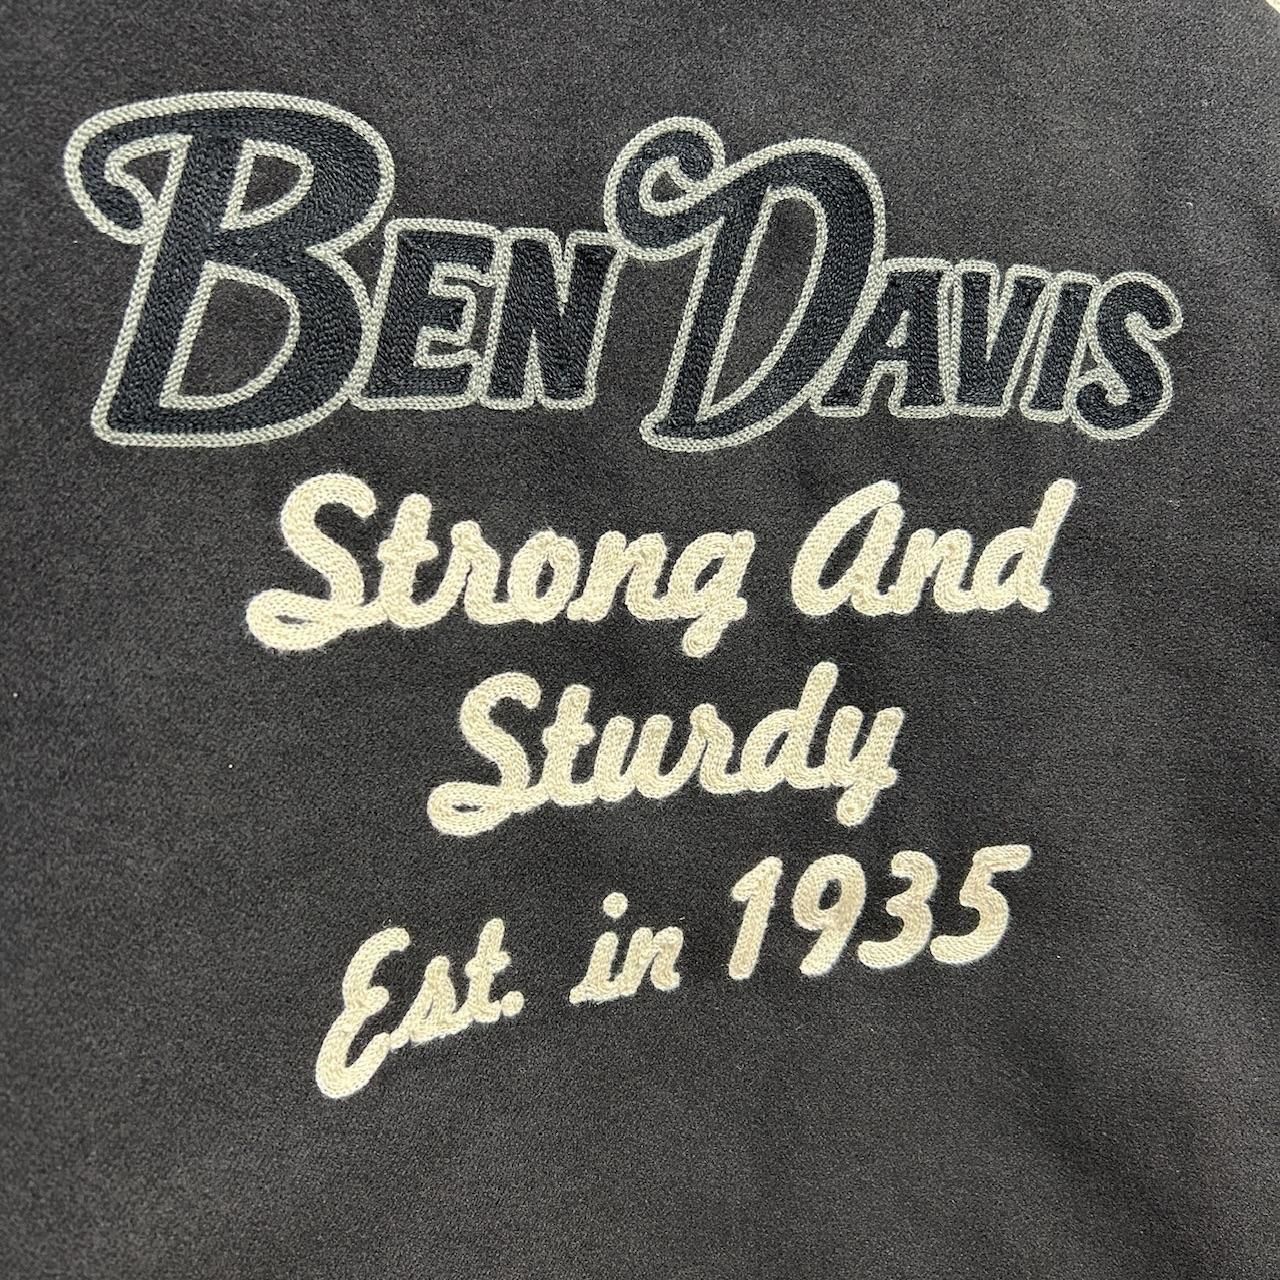 BEN DAVIS
Strong And
Sturdy
Est. in 1935